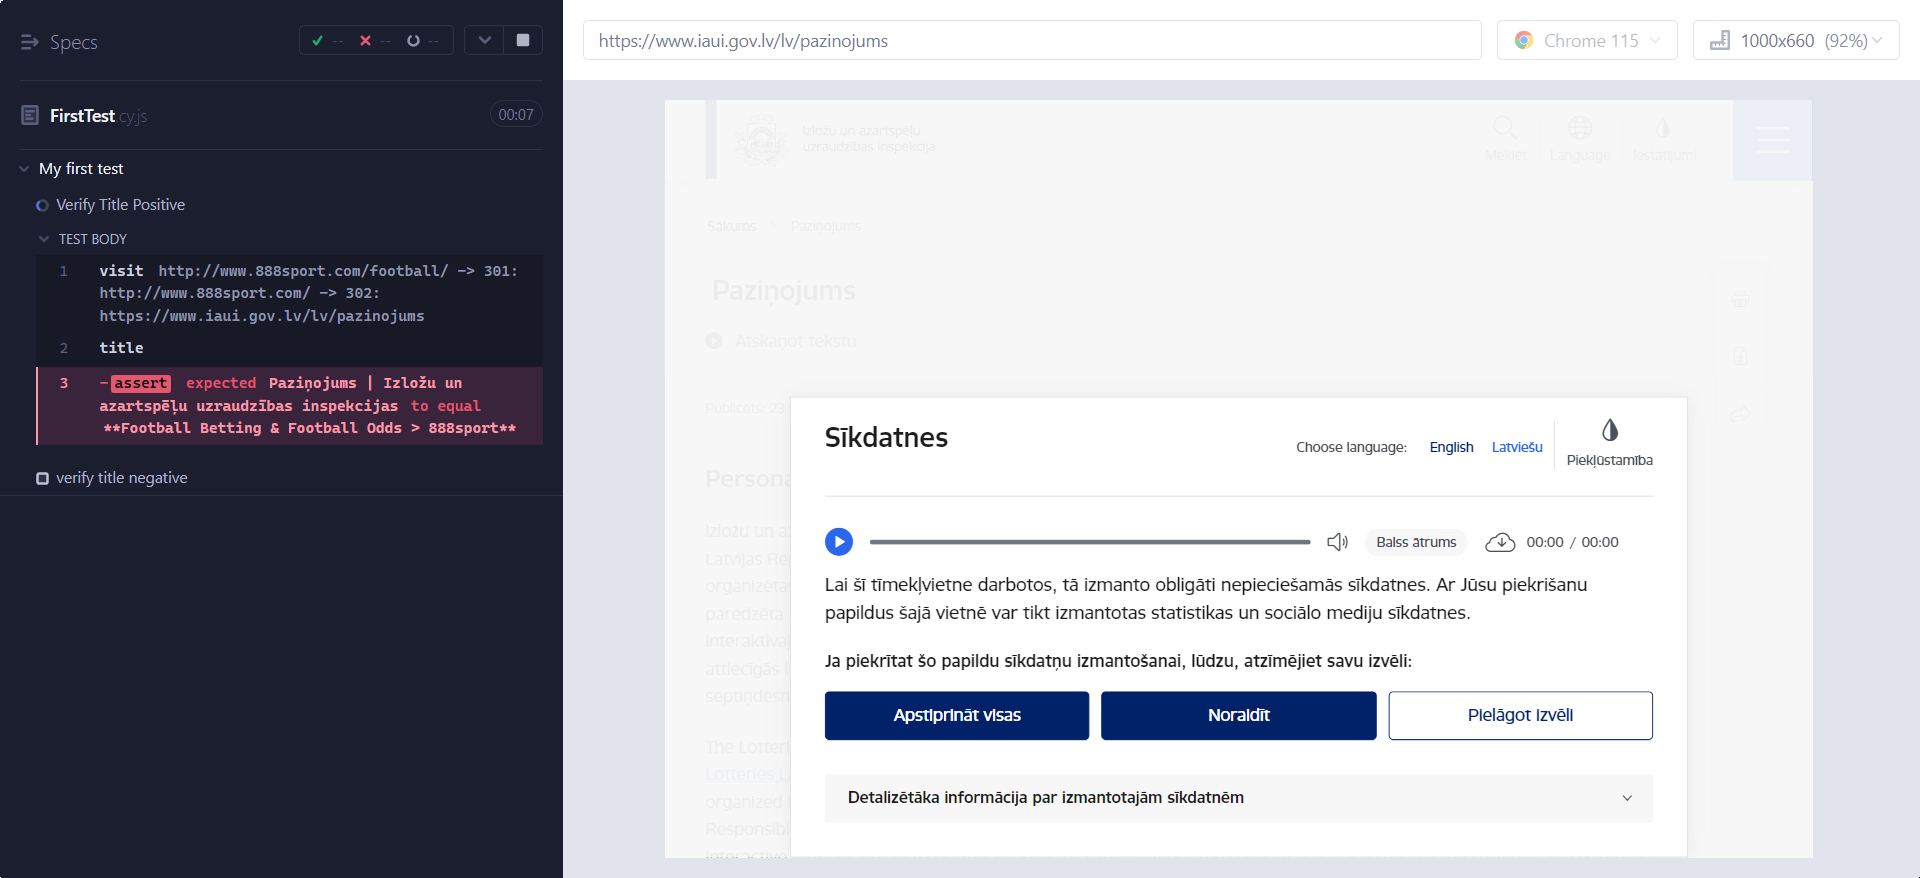 Specs
-- -- --
https://www.iaui.gov.lv/lv/pazinojums
Chrome 115
1000x660 (92%)
FirstTest.cy.js
00:07
My first test
Verify Title Positive
TEST BODY
1 visit http://www.888sport.com/football/ -> 301:
http://www.888sport.com/ -> 302:
https://www.iaui.gov.lv/lv/pazinojums
2 title
3 -assert expected Paziņojums | Izložu un
azartspēļu uzraudzības inspekcijas to equal
**Football Betting & Football Odds > 888sport**
verify title negative
Izložu un azartspēļu
uzraudzības inspekcija
Meklēt
Language
Iestatījumi
Sākums
Paziņojums
Paziņojums
Atskaņot tekstu
Publicēts: 23
Persona
Izložu un a
Latvijas Re
organizēta
paredzēta
interaktīvaj
attiecīgās l
septiņdesm
The Lotteri
Lotteries L
organized
Responsibi
interactive
Sīkdatnes
Choose language:
English
Latviešu
Piekļūstamība
Balss ātrums
00:00 / 00:00
Lai šī tīmekļvietne darbotos, tā izmanto obligāti nepieciešamās sīkdatnes. Ar Jūsu piekrišanu
papildus šajā vietnē var tikt izmantotas statistikas un sociālo mediju sīkdatnes.
Ja piekrītat šo papildu sīkdatņu izmantošanai, lūdzu, atzīmējiet savu izvēli:
Apstiprināt visas
Noraidīt
Pielāgot izvēli
Detalizētāka informācija par izmantotajām sīkdatnēm